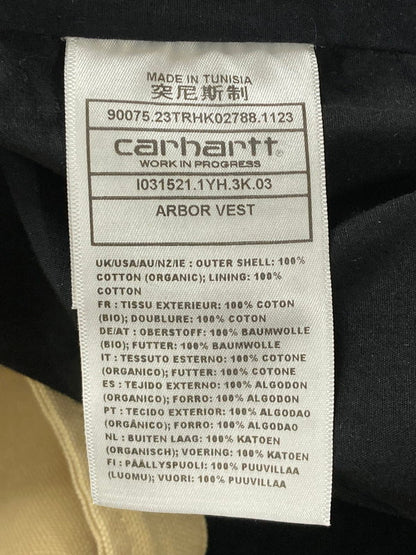 MADE IN TUNISIA
突尼斯制
90075.23TRHK02788.1123
carhartt
WORK IN PROGRESS
I031521.1YH.3K.03
ARBOR VEST
UK/USA/AU/NZ/IE : OUTER SHELL: 100%
COTTON (ORGANIC); LINING: 100%
COTTON
FR : TISSU EXTERIEUR: 100% COTON
(BIO); DOUBLURE: 100% COTON
DE/AT : OBERSTOFF: 100% BAUMWOLLE
(BIO); FUTTER: 100% BAUMWOLLE
IT : TESSUTO ESTERNO: 100% COTONE
(ORGANICO); FUTTER: 100% COTONE
ES : TEJIDO EXTERNO: 100% ALGODON
(ORGANICO); FORRO: 100% ALGODON
PT : TECIDO EXTERIOR: 100% ALGODAO
(ORGÂNICO); FORRO: 100% ALGODAO
NL : BUITEN LAAG: 100% KATOEN
(ORGANISCH); VOERING: 100% KATOEN
FI : PÄÄLLYSPUOLI: 100% PUUVILLAA
(LUOMU); VUORI: 100% PUUVILLAA